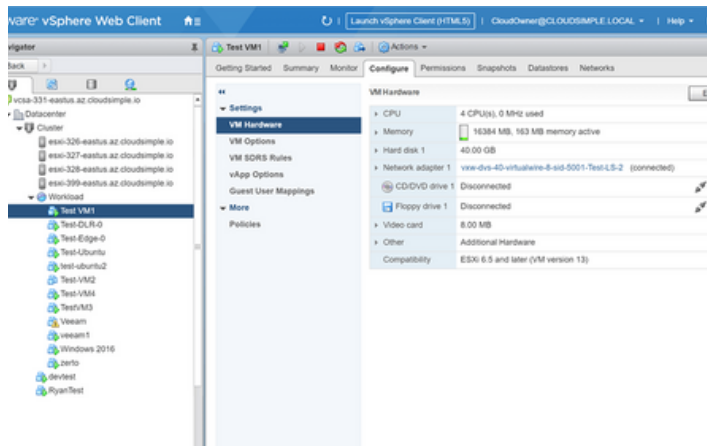 ware vSphere Web Client
Launch vSphere Client (HTML5) | CloudOwner@CLOUDSIMPLE.LOCAL | Help
vigator
Back
vcsa-331-eastus.az.cloudsimple.io
Datacenter
Cluster
esxi-326-eastus.az.cloudsimple.io
esxi-327-eastus.az.cloudsimple.io
esxi-328-eastus.az.cloudsimple.io
esxi-399-eastus.az.cloudsimple.io
Workload
Test VM1
Test-DLR-0
Test-Edge-0
Test-Ubuntu
test-ubuntu2
Test-VM2
Test-VM4
TestVM3
Veeam
veeam1
Windows 2016
zerto
devtest
RyanTest
Test VM1 Actions
Getting Started Summary Monitor Configure Permissions Snapshots Datastores Networks
Settings
VM Hardware
VM Options
VM SDRS Rules
vApp Options
Guest User Mappings
More
Policies
VM Hardware
CPU 4 CPU(s), 0 MHz used
Memory 16384 MB, 163 MB memory active
Hard disk 1 40.00 GB
Network adapter 1 vxw-dvs-40-virtualwire-8-sid-5001-Test-LS-2 (connected)
CD/DVD drive 1 Disconnected
Floppy drive 1 Disconnected
Video card 8.00 MB
Other Additional Hardware
Compatibility ESXi 6.5 and later (VM version 13)